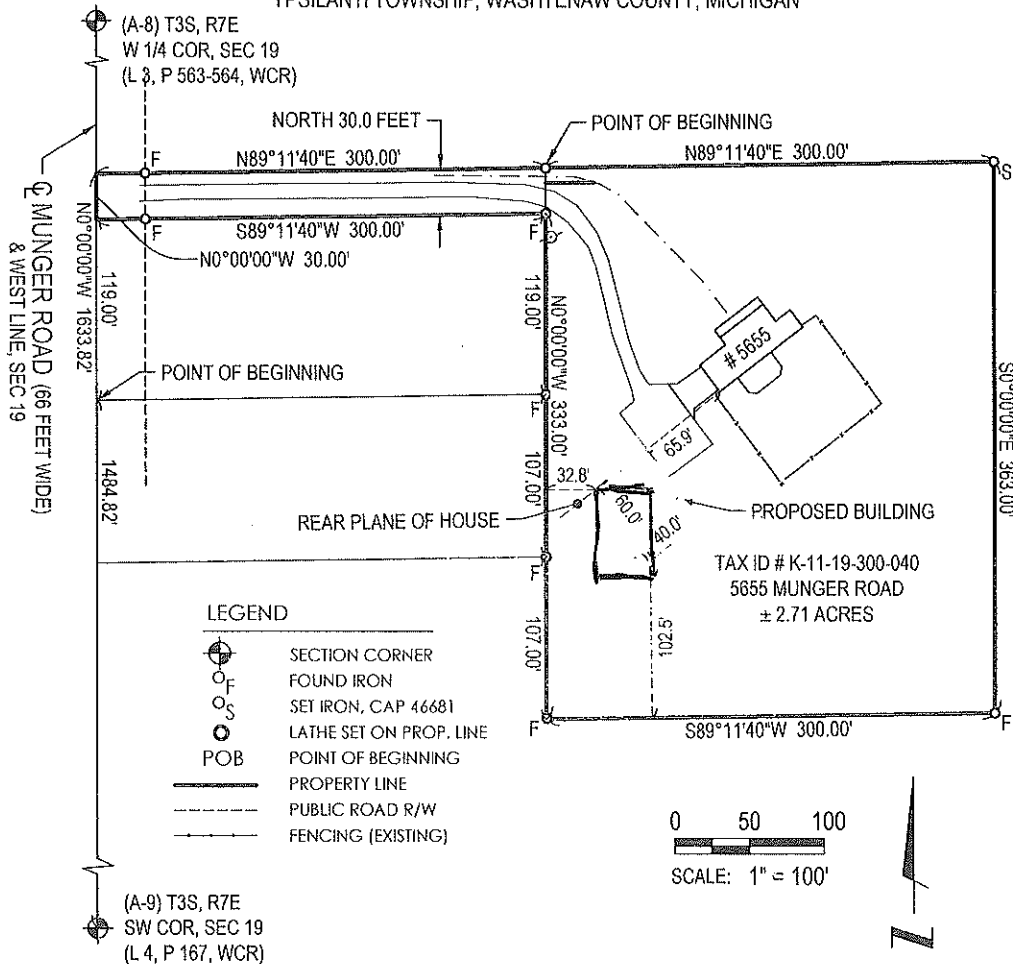 YPSILANTI TOWNSHIP, WASHTENAW COUNTY, MICHIGAN
(A-8) T3S, R7E
W 1/4 COR, SEC 19
(L 3, P 563-564, WCR)
NORTH 30.0 FEET
POINT OF BEGINNING
N89°11'40"E 300.00'
N89°11'40"E 300.00'
F
S
F
S89°11'40"W 300.00'
F
N0°00'00"W 30.00'
℄ MUNGER ROAD (66 FEET WIDE)
& WEST LINE, SEC 19
N0°00'00"W 1633.82'
119.00'
119.00'
N0°00'00"W 333.00'
# 5655
S0°00'00"E 363.00'
POINT OF BEGINNING
F
65.9'
1484.82'
107.00'
32.8'
REAR PLANE OF HOUSE
60.0'
40.0'
PROPOSED BUILDING
F
TAX ID # K-11-19-300-040
5655 MUNGER ROAD
± 2.71 ACRES
107.00'
102.5'
F
S89°11'40"W 300.00'
F
LEGEND
SECTION CORNER
F FOUND IRON
S SET IRON, CAP 46681
LATHE SET ON PROP. LINE
POB POINT OF BEGINNING
PROPERTY LINE
PUBLIC ROAD R/W
FENCING (EXISTING)
0 50 100
SCALE: 1" = 100'
N
(A-9) T3S, R7E
SW COR, SEC 19
(L 4, P 167, WCR)